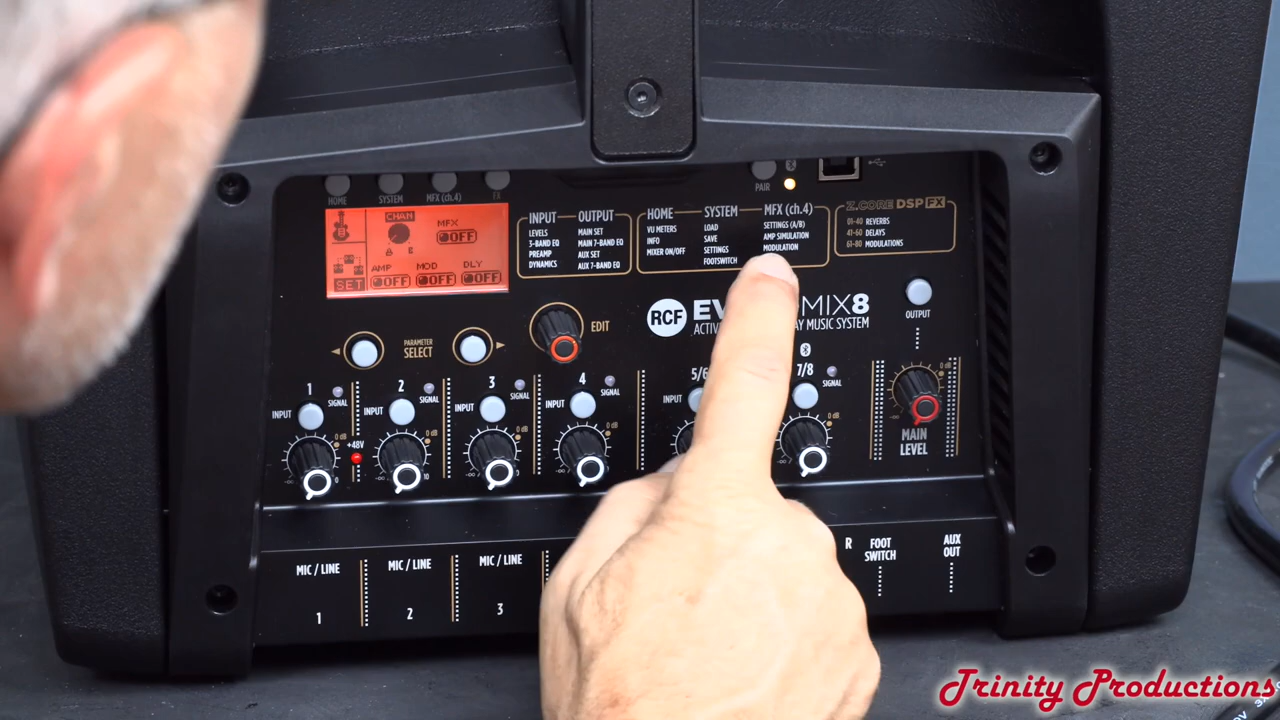 HOME SYSTEM MFX (ch.4) FX
PAIR
CHAN
MFX
OFF
A B
AMP MOD DLY
SET OFF OFF OFF
INPUT OUTPUT
LEVELS MAIN SET
3-BAND EQ MAIN 7-BAND EQ
PREAMP AUX SET
DYNAMICS AUX 7-BAND EQ
HOME SYSTEM MFX (ch.4)
VU METERS LOAD SETTINGS (A/B)
INFO SAVE AMP SIMULATION
MIXER ON/OFF SETTINGS MODULATION
FOOTSWITCH
Z.CORE DSP FX
01-40 REVERBS
41-60 DELAYS
61-80 MODULATIONS
RCF EV MIX8
ACTIV AY MUSIC SYSTEM
PARAMETER
SELECT
EDIT
OUTPUT
1 2 3 4 5/6 7/8
SIGNAL SIGNAL SIGNAL SIGNAL SIGNAL
INPUT INPUT INPUT INPUT INPUT
0 dB 0 dB 0 dB 0 dB 0 dB 0 dB
+48V
-∞ -∞ 10 -∞ -∞ -∞
MAIN
LEVEL
MIC / LINE MIC / LINE MIC / LINE R FOOT SWITCH AUX OUT
1 2 3
Trinity Productions